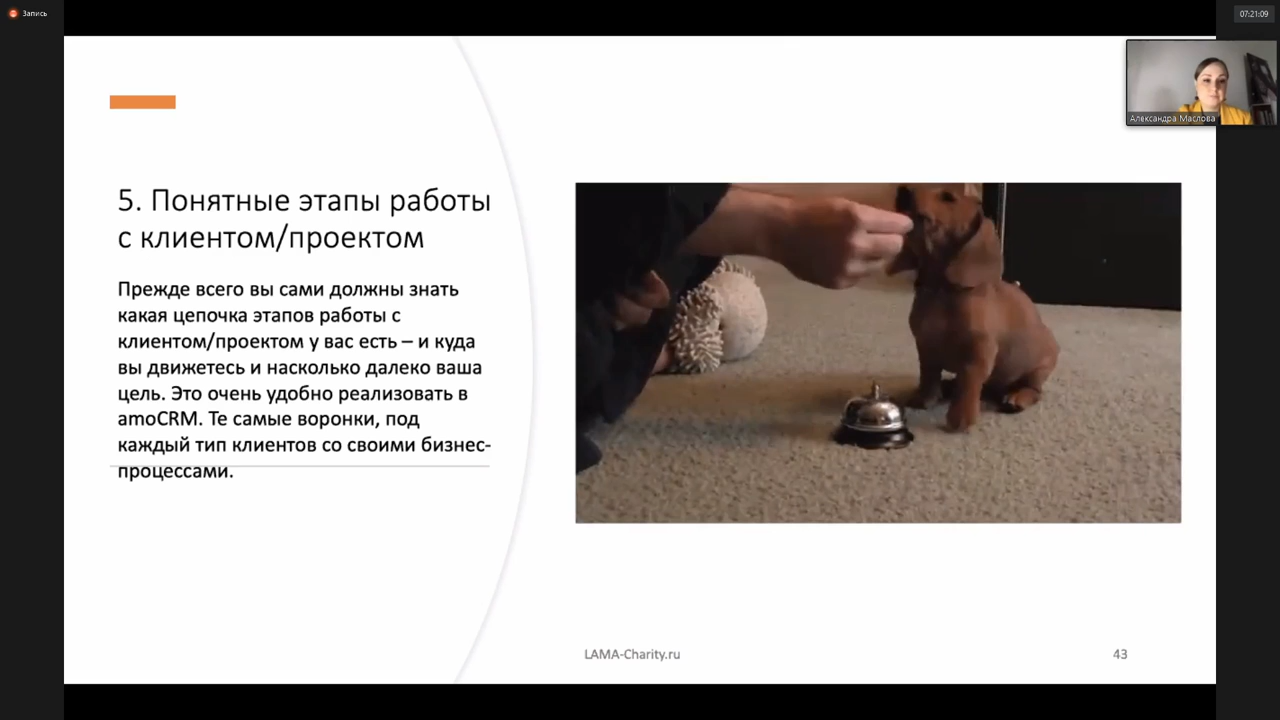 Запись
07:21:09
Александра Маслова
5. Понятные этапы работы
с клиентом/проектом
Прежде всего вы сами должны знать
какая цепочка этапов работы с
клиентом/проектом у вас есть – и куда
вы движетесь и насколько далеко ваша
цель. Это очень удобно реализовать в
amoCRM. Те самые воронки, под
каждый тип клиентов со своими бизнес-
процессами.
LAMA-Charity.ru
43